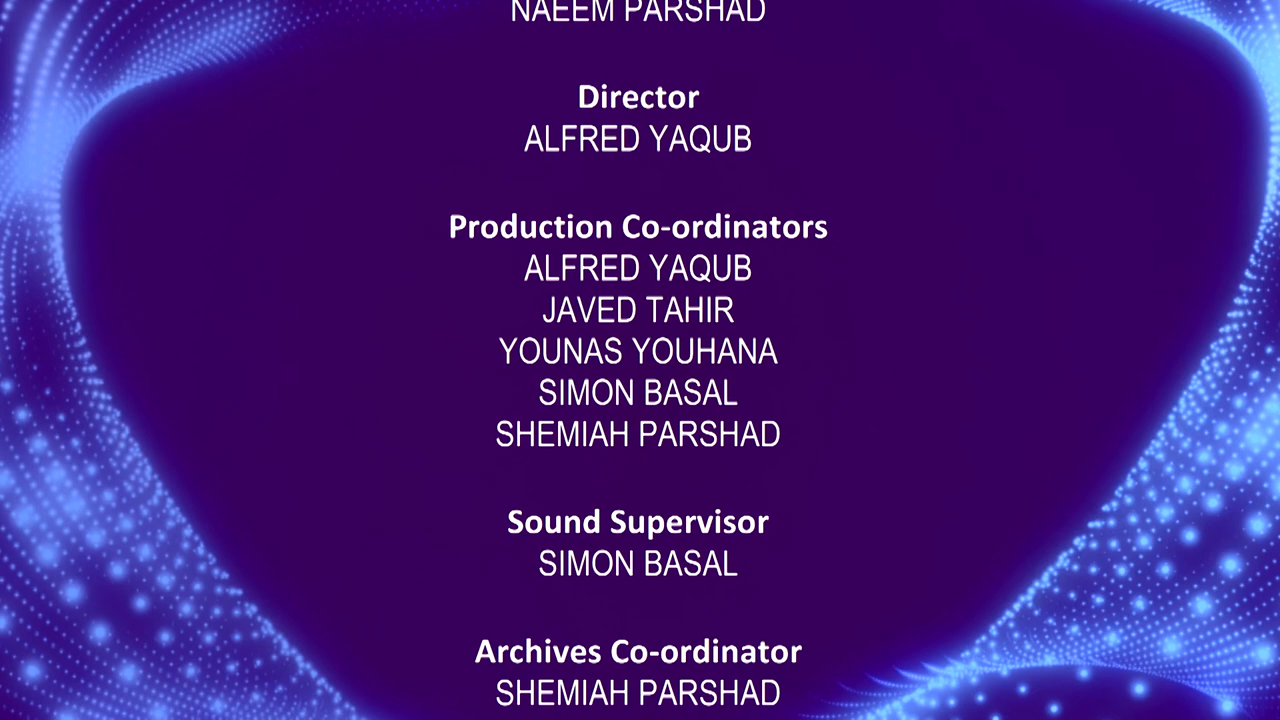 NAEEM PARSHAD
Director
ALFRED YAQUB
Production Co-ordinators
ALFRED YAQUB
JAVED TAHIR
YOUNAS YOUHANA
SIMON BASAL
SHEMIAH PARSHAD
Sound Supervisor
SIMON BASAL
Archives Co-ordinator
SHEMIAH PARSHAD